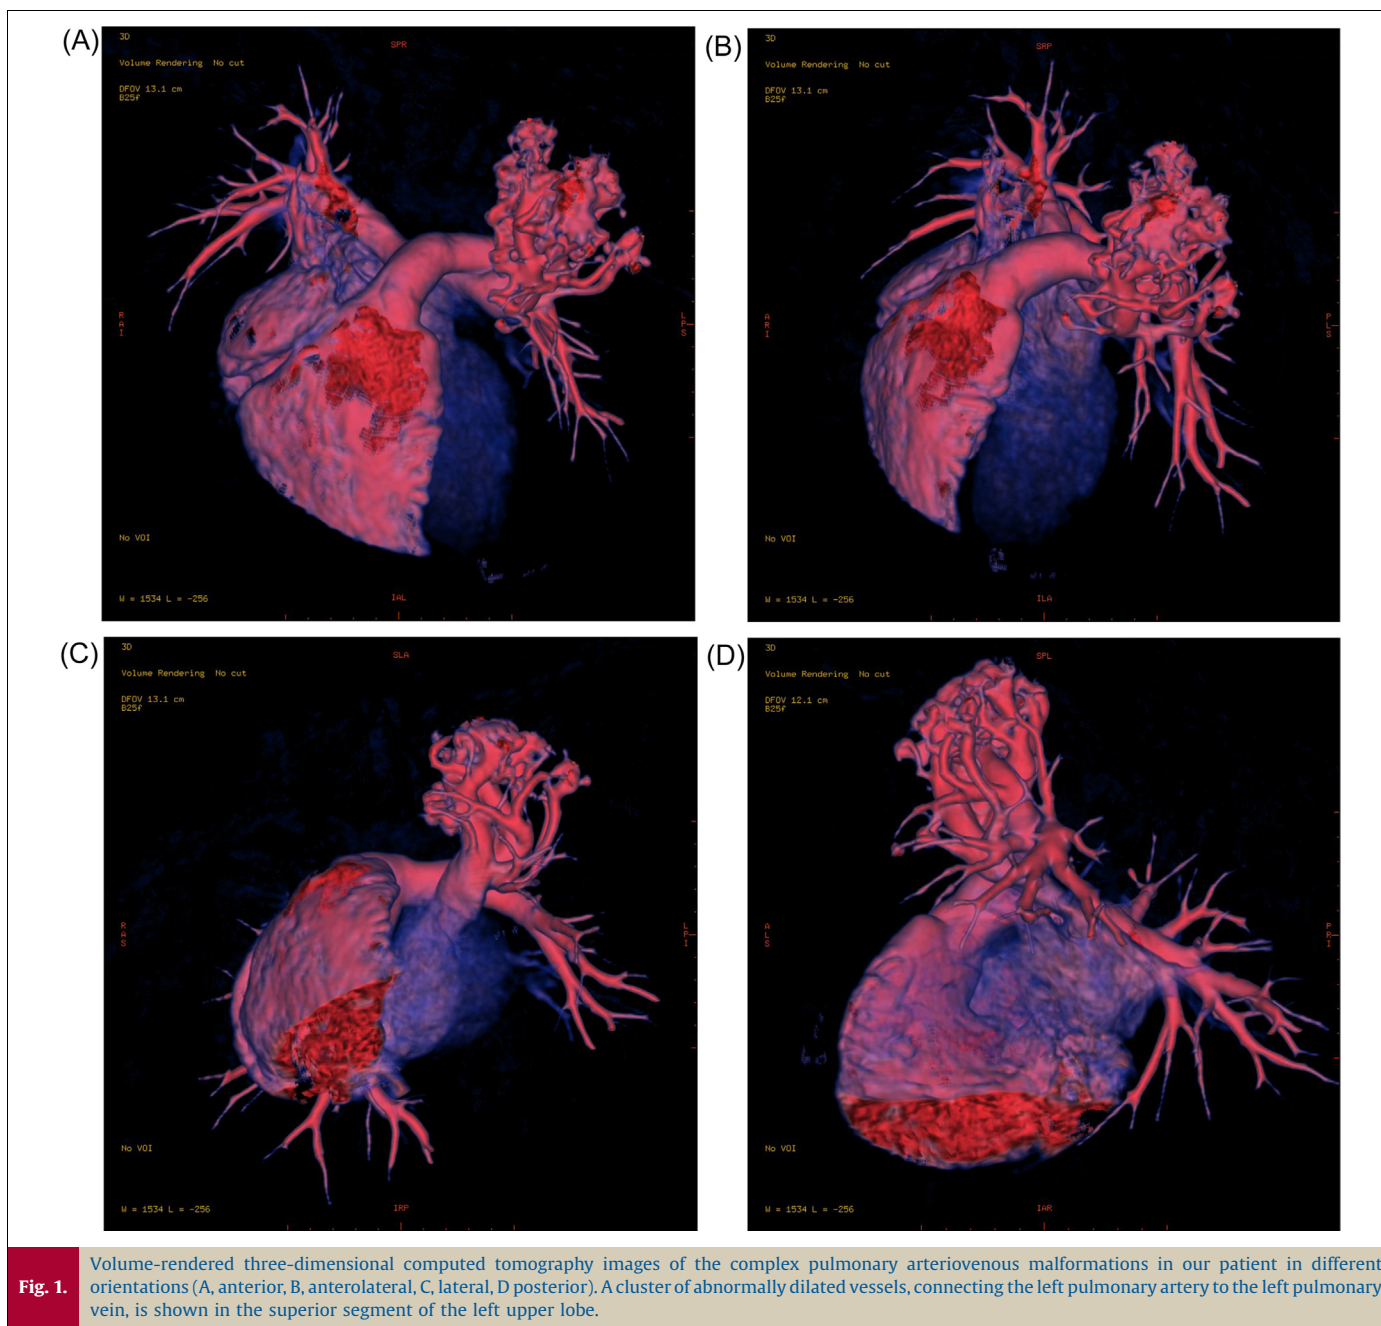 (A)
3D
SPR
Volume Rendering No cut
DFOV 13.1 cm
B25f
R
A
I
L
P
S
No VOI
W = 1534 L = -256
IAL
(B)
3D
SRP
Volume Rendering No cut
DFOV 13.1 cm
B25f
A
R
I
P
L
S
No VOI
W = 1534 L = -256
ILA
(C)
3D
SLA
Volume Rendering No cut
DFOV 13.1 cm
B25f
R
A
S
L
P
I
No VOI
W = 1534 L = -256
IRP
(D)
3D
SPL
Volume Rendering No cut
DFOV 12.1 cm
B25f
A
L
S
P
R
I
No VOI
W = 1534 L = -256
IAR
Fig. 1.
Volume-rendered three-dimensional computed tomography images of the complex pulmonary arteriovenous malformations in our patient in different
orientations (A, anterior, B, anterolateral, C, lateral, D posterior). A cluster of abnormally dilated vessels, connecting the left pulmonary artery to the left pulmonary
vein, is shown in the superior segment of the left upper lobe.